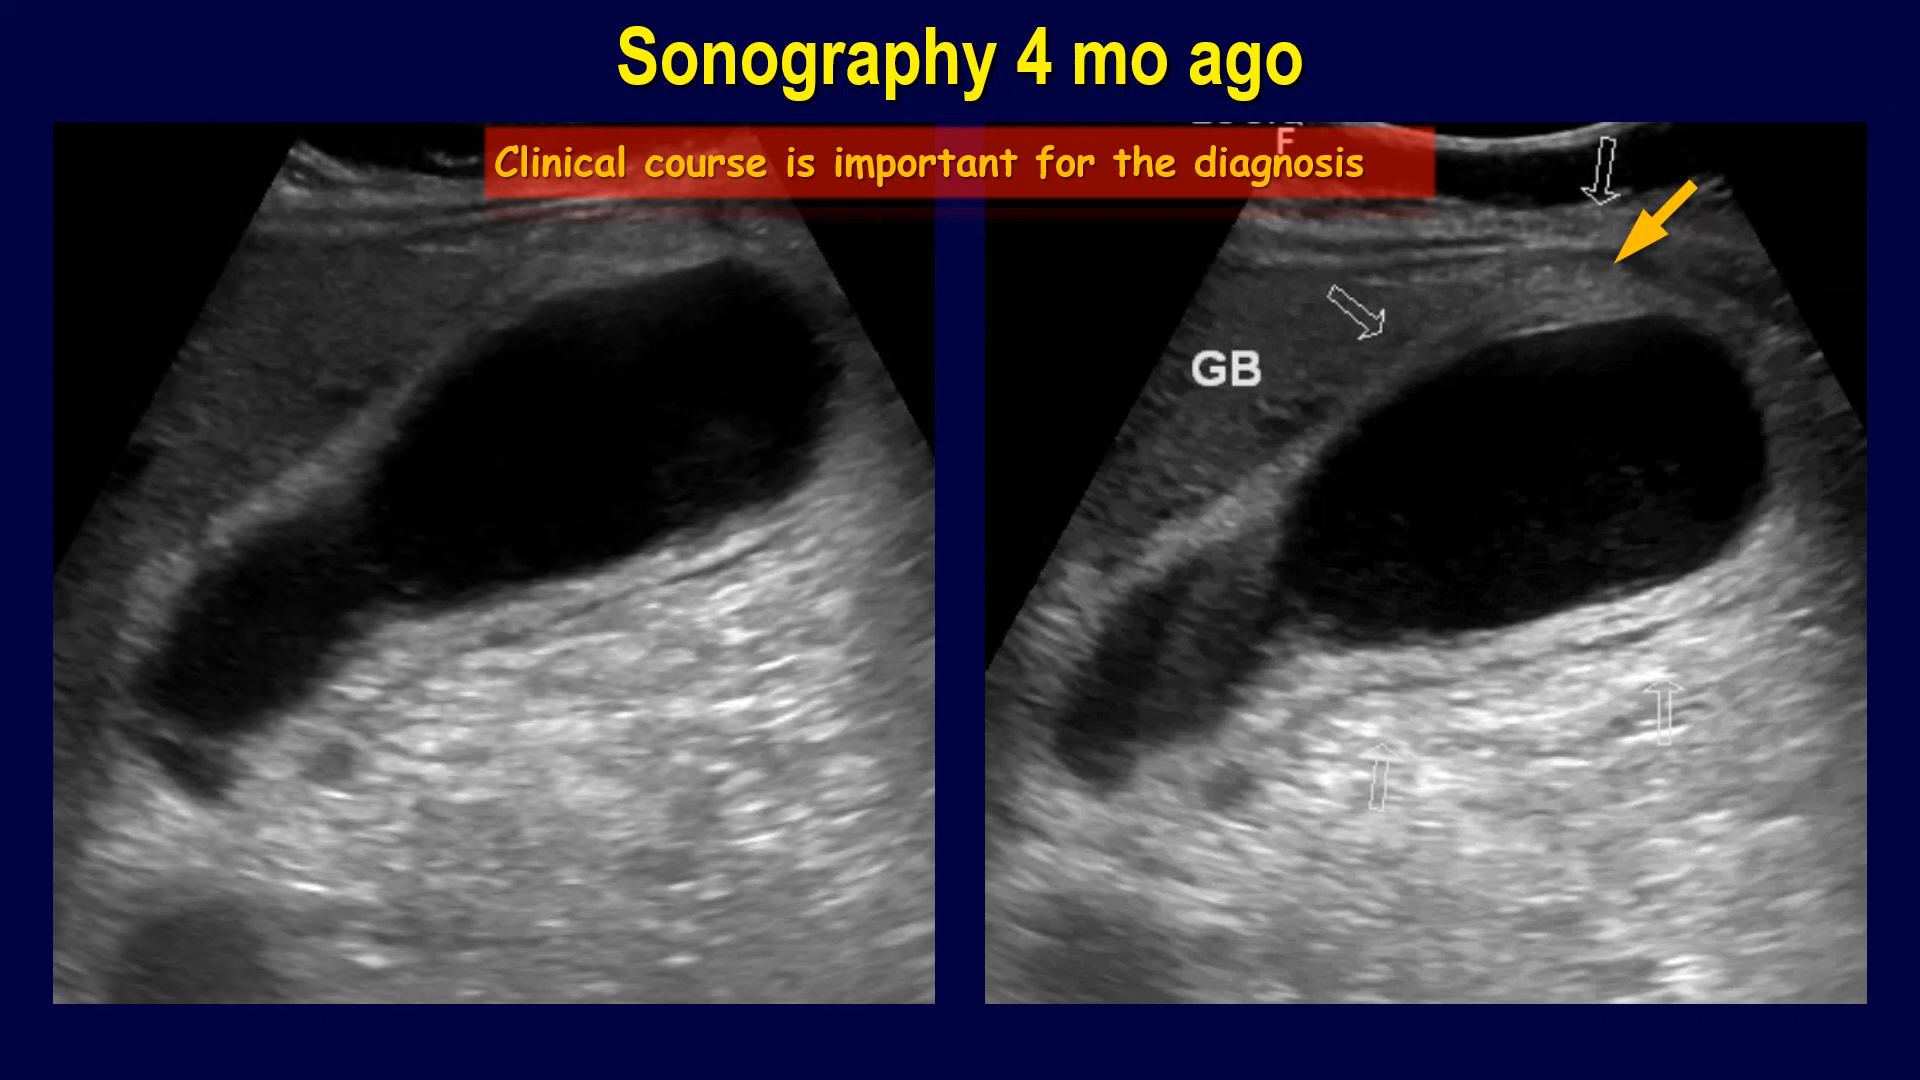 Sonography 4 mo ago
Clinical course is important for the diagnosis
F
GB